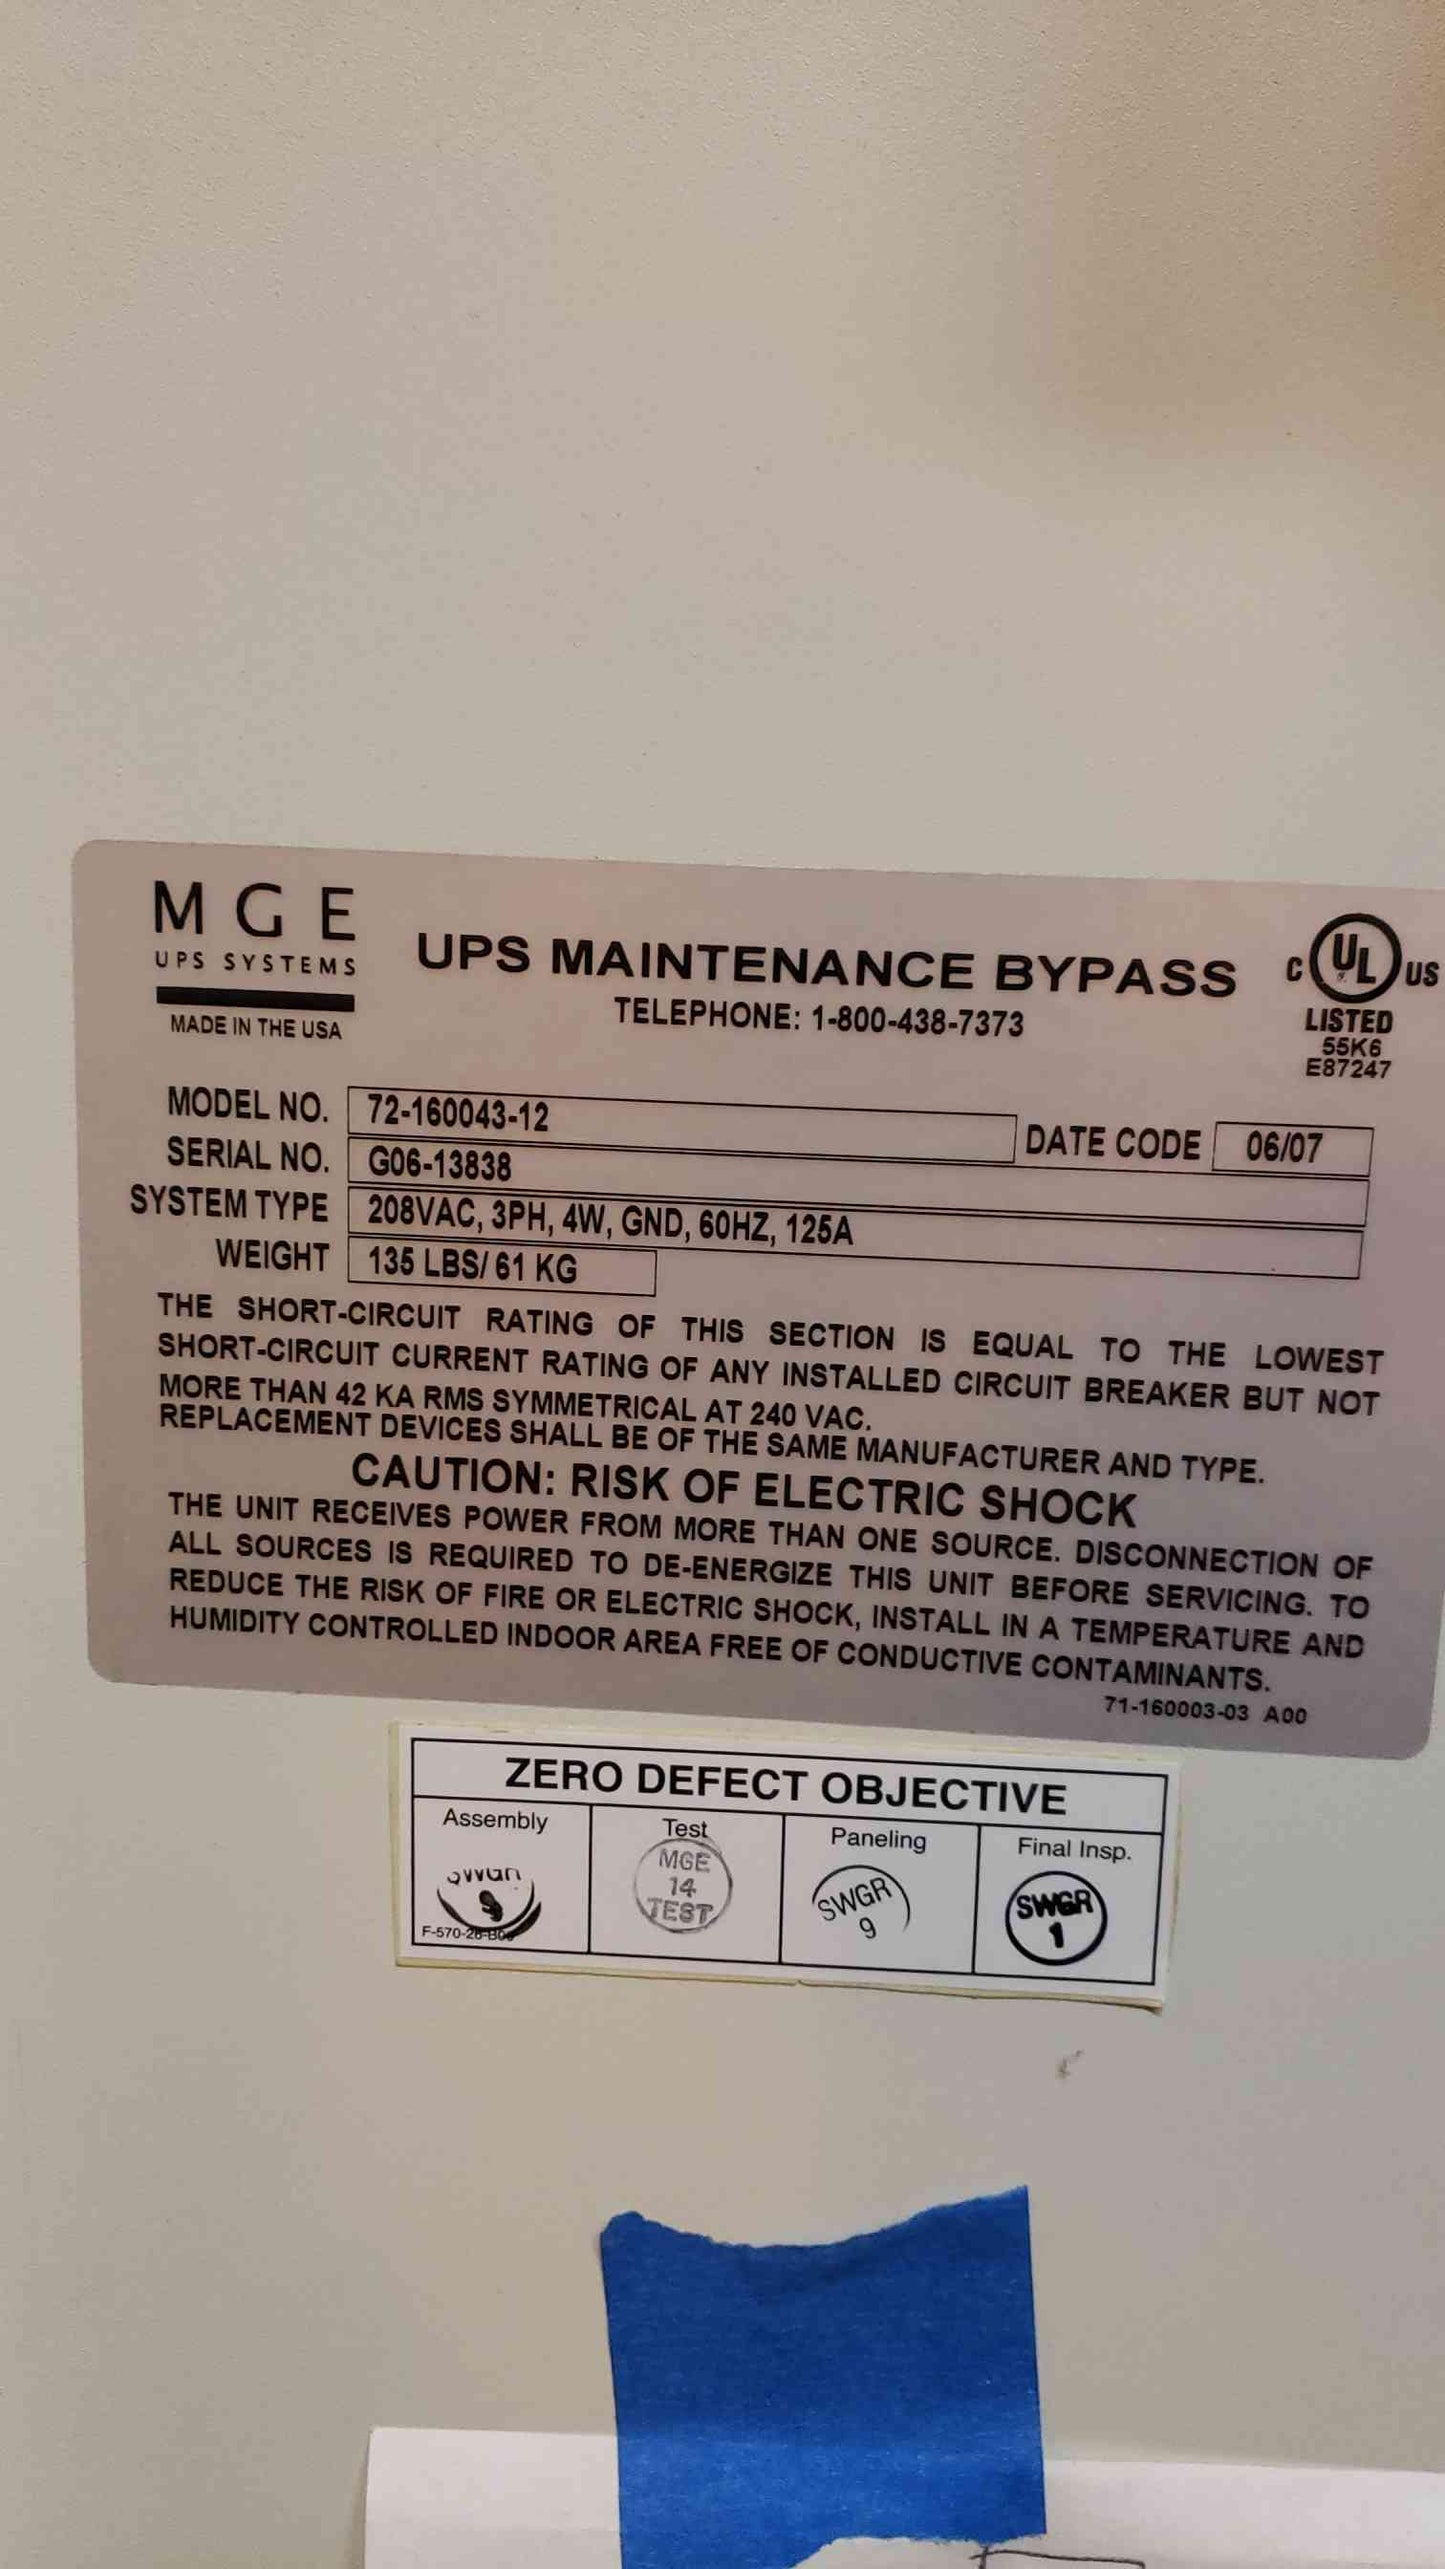 MGE
UPS SYSTEMS
MADE IN THE USA
UPS MAINTENANCE BYPASS
TELEPHONE: 1-800-438-7373
C UL US
LISTED
55K6
E87247
MODEL NO. 72-160043-12 DATE CODE 06/07
SERIAL NO. G06-13838
SYSTEM TYPE 208VAC, 3PH, 4W, GND, 60HZ, 125A
WEIGHT 135 LBS/ 61 KG
THE SHORT-CIRCUIT RATING OF THIS SECTION IS EQUAL TO THE LOWEST
SHORT-CIRCUIT CURRENT RATING OF ANY INSTALLED CIRCUIT BREAKER BUT NOT
MORE THAN 42 KA RMS SYMMETRICAL AT 240 VAC.
REPLACEMENT DEVICES SHALL BE OF THE SAME MANUFACTURER AND TYPE.
CAUTION: RISK OF ELECTRIC SHOCK
THE UNIT RECEIVES POWER FROM MORE THAN ONE SOURCE. DISCONNECTION OF
ALL SOURCES IS REQUIRED TO DE-ENERGIZE THIS UNIT BEFORE SERVICING. TO
REDUCE THE RISK OF FIRE OR ELECTRIC SHOCK, INSTALL IN A TEMPERATURE AND
HUMIDITY CONTROLLED INDOOR AREA FREE OF CONDUCTIVE CONTAMINANTS.
71-160003-03 A00
ZERO DEFECT OBJECTIVE
Assembly Test Paneling Final Insp.
MGE
14
TEST
SWGR
9
SWGR
1